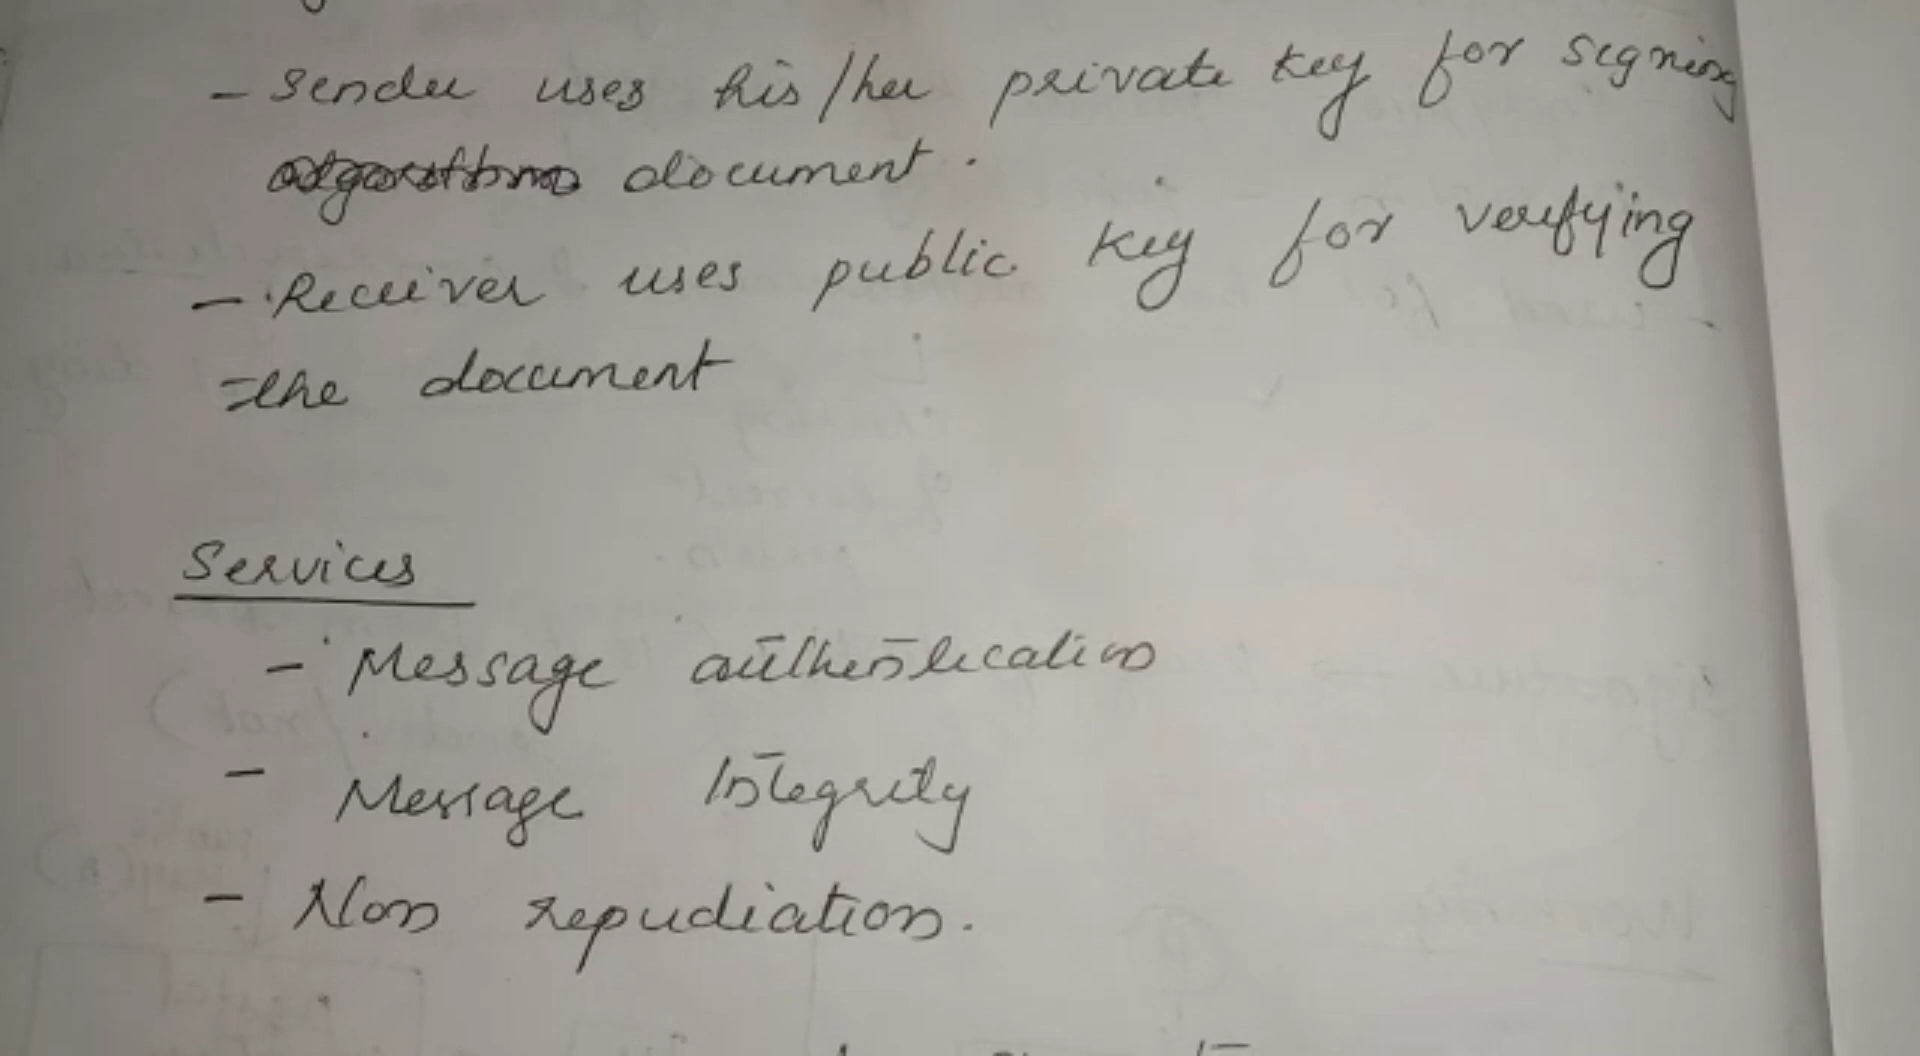 - Sender uses his/her private key for signing
document.
- Receiver uses public key for verifying
the document
Services
- Message authentication
- Message Integrity
- Non repudiation.